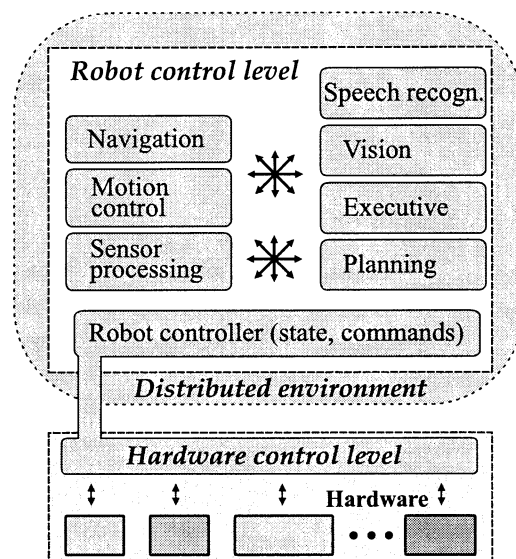 Robot control level
Speech recogn.
Navigation
Vision
Motion
control
Executive
Sensor
processing
Planning
Robot controller (state, commands)
Distributed environment
Hardware control level
Hardware